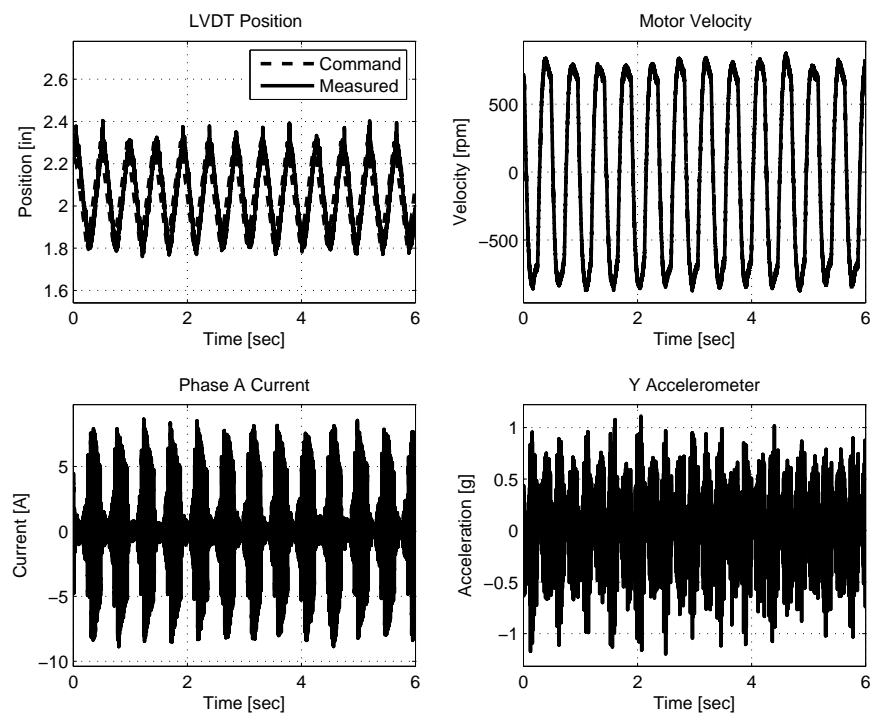 LVDT Position
2.6
2.4
2.2
2
1.8
1.6
Position [in]
Command
Measured
0
2
4
6
Time [sec]
Motor Velocity
500
0
−500
Velocity [rpm]
0
2
4
6
Time [sec]
Phase A Current
5
0
−5
−10
Current [A]
0
2
4
6
Time [sec]
Y Accelerometer
1
0.5
0
−0.5
−1
Acceleration [g]
0
2
4
6
Time [sec]